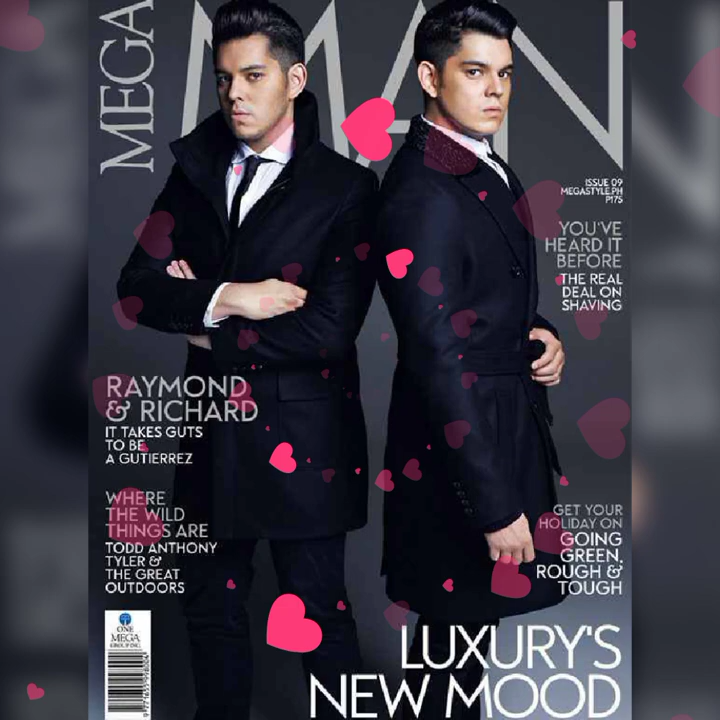 MEGA
MAN
ISSUE 09
MEGASTYLE.PH
P175
YOU'VE
HEARD IT
BEFORE
THE REAL
DEAL ON
SHAVING
RAYMOND
& RICHARD
IT TAKES GUTS
TO BE
A GUTIERREZ
WHERE
THE WILD
THINGS ARE
TODD ANTHONY
TYLER &
THE GREAT
OUTDOORS
GET YOUR
HOLIDAY ON
GOING
GREEN,
ROUGH &
TOUGH
ONE
MEGA
GROUP INC.
LUXURY'S
NEW MOOD